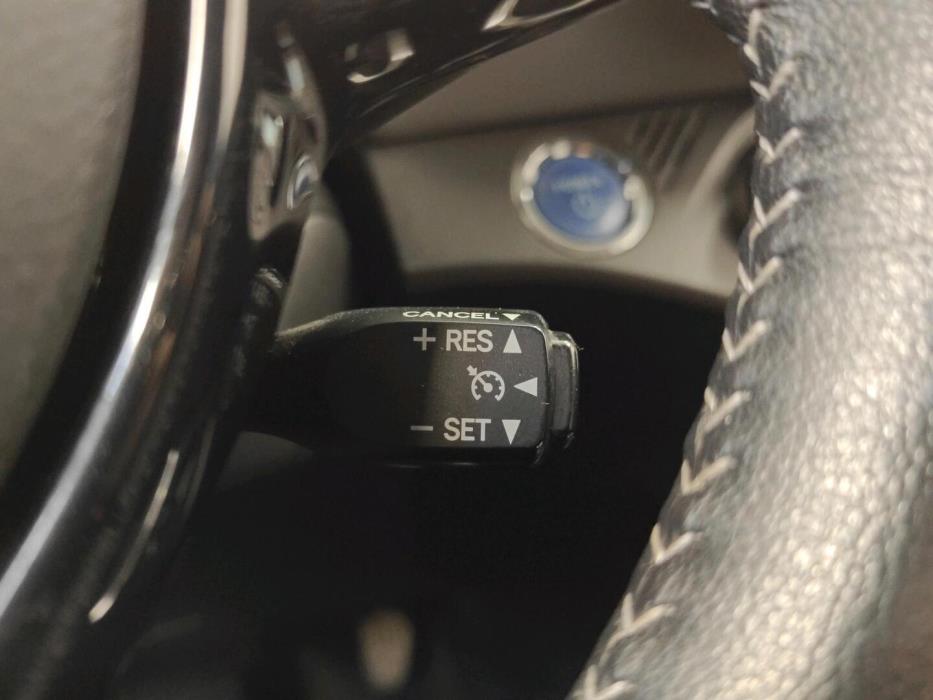 CANCEL ▼
+ RES ▲
◄
− SET ▼